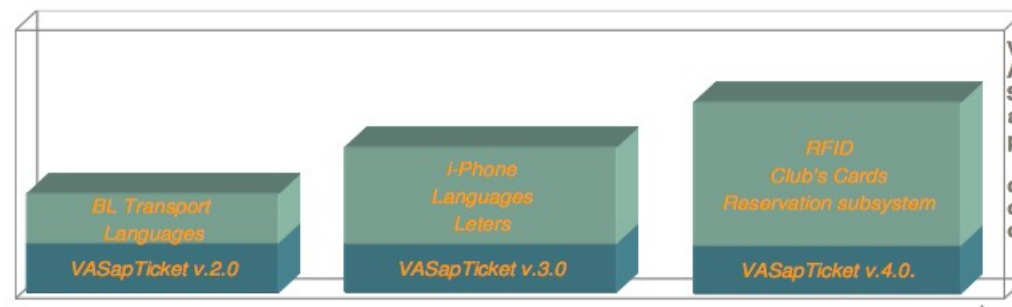 BL Transport
Languages
VASapTicket v.2.0
i-Phone
Languages
Leters
VASapTicket v.3.0
RFID
Club's Cards
Reservation subsystem
VASapTicket v.4.0.